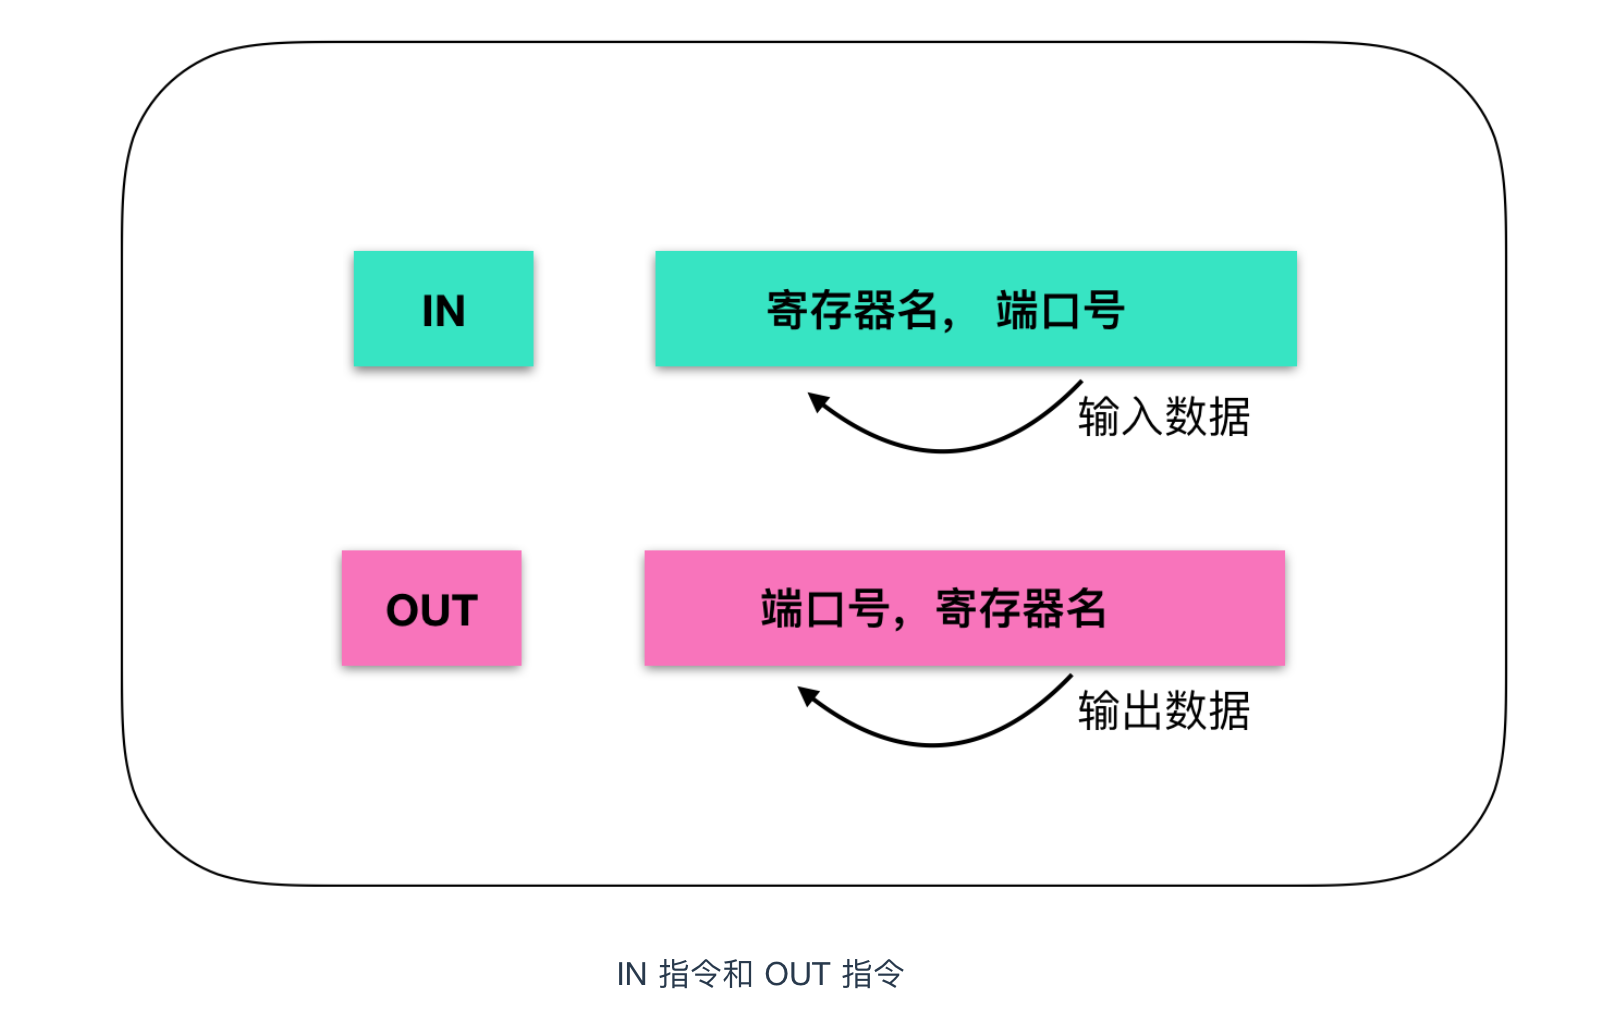 IN
寄存器名， 端口号
输入数据
OUT
端口号，寄存器名
输出数据
IN 指令和 OUT 指令